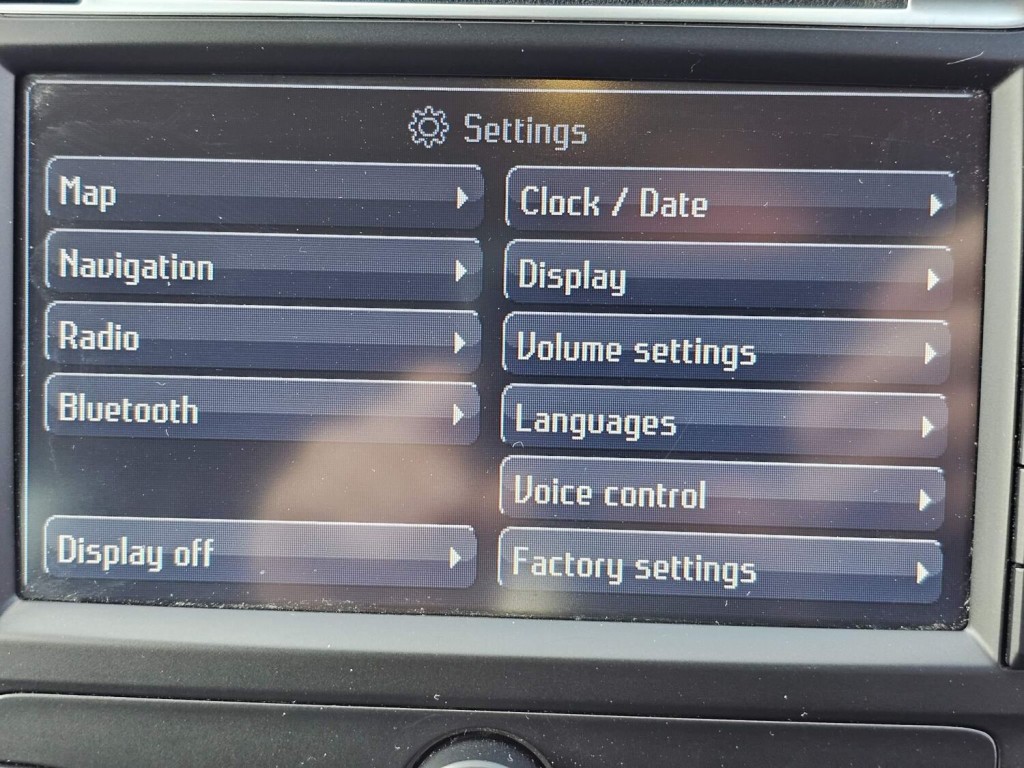 Settings
Map
Navigation
Radio
Bluetooth
Display off
Clock / Date
Display
Volume settings
Languages
Voice control
Factory settings